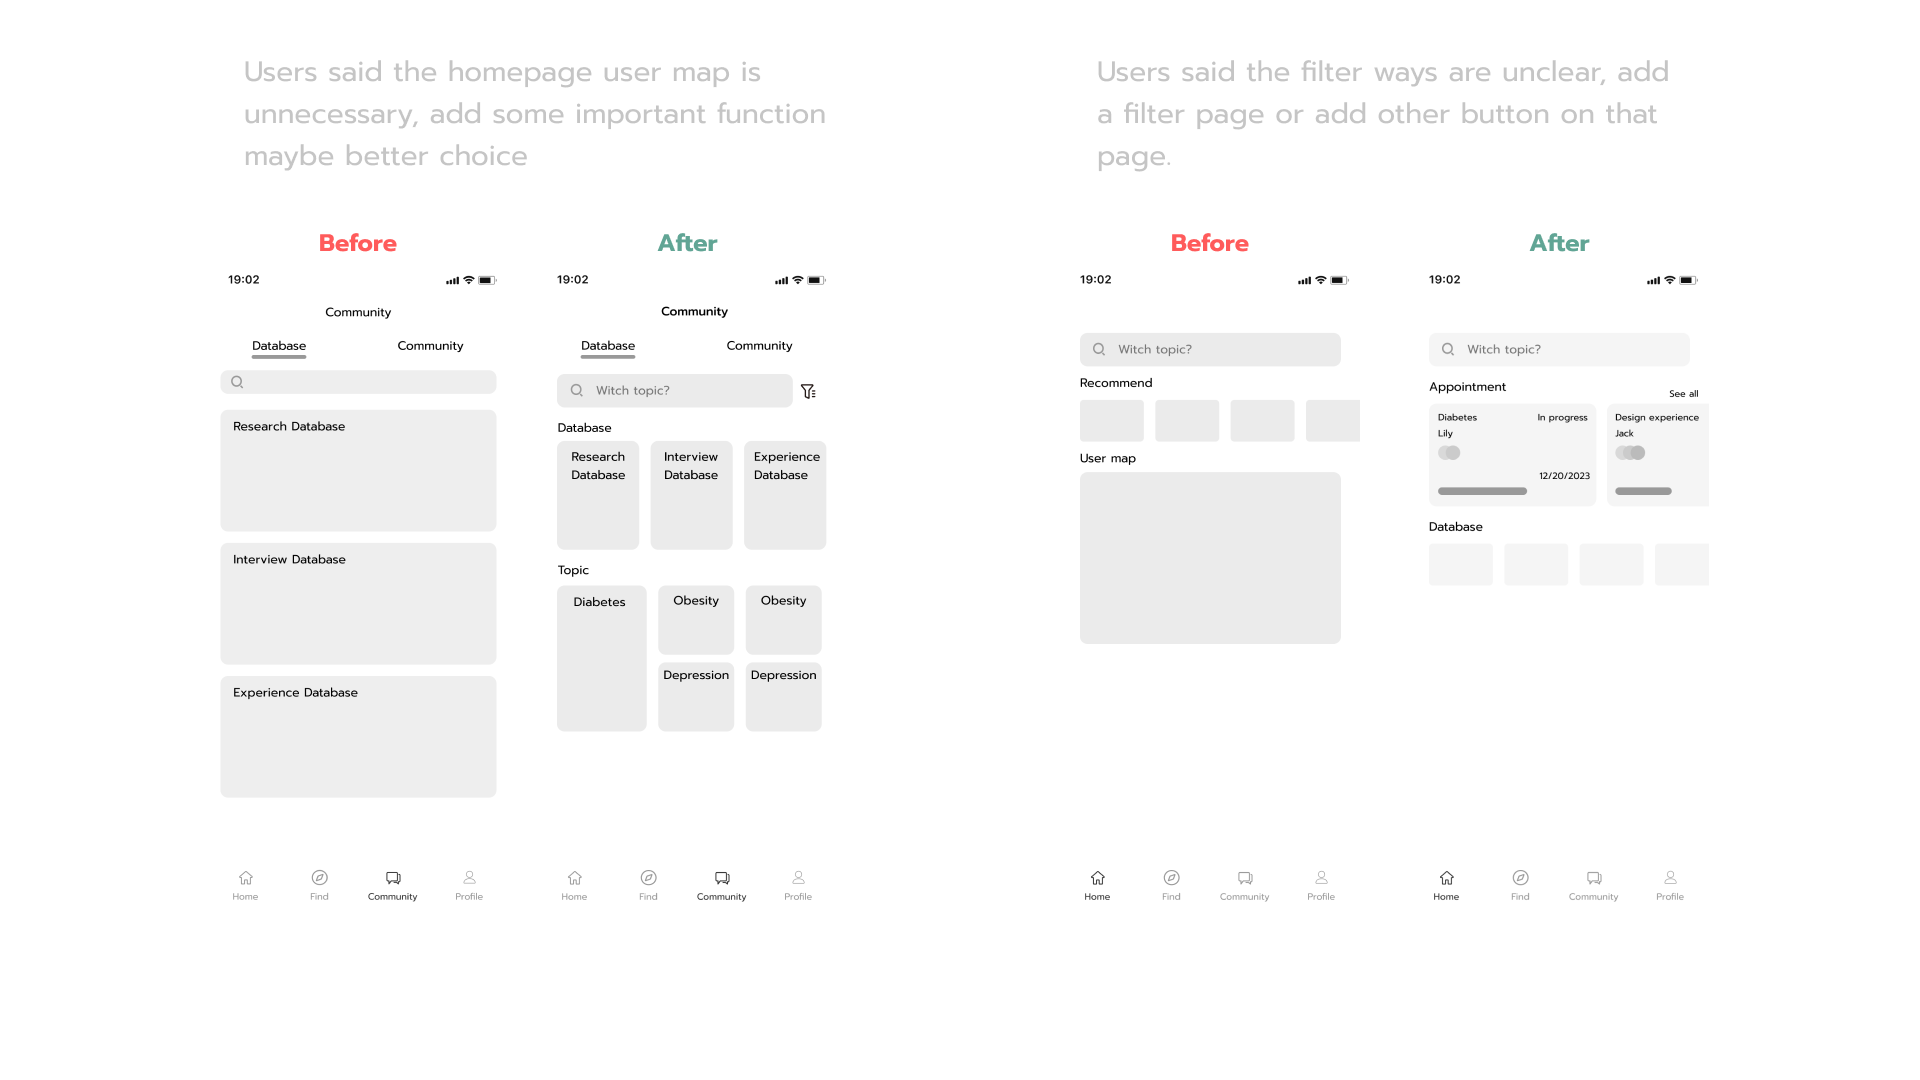 Users said the homepage user map is
unnecessary, add some important function
maybe better choice
Before
After
19:02
Community
Database Community
Research Database
Interview Database
Experience Database
Home Find Community Profile
19:02
Community
Database Community
Witch topic?
Database
Research
Database
Interview
Database
Experience
Database
Topic
Diabetes
Obesity
Obesity
Depression
Depression
Home Find Community Profile
Users said the filter ways are unclear, add
a filter page or add other button on that
page.
Before
After
19:02
Witch topic?
Recommend
User map
Home Find Community Profile
19:02
Witch topic?
Appointment
See all
Diabetes In progress
Lily
12/20/2023
Design experience
Jack
Database
Home Find Community Profile